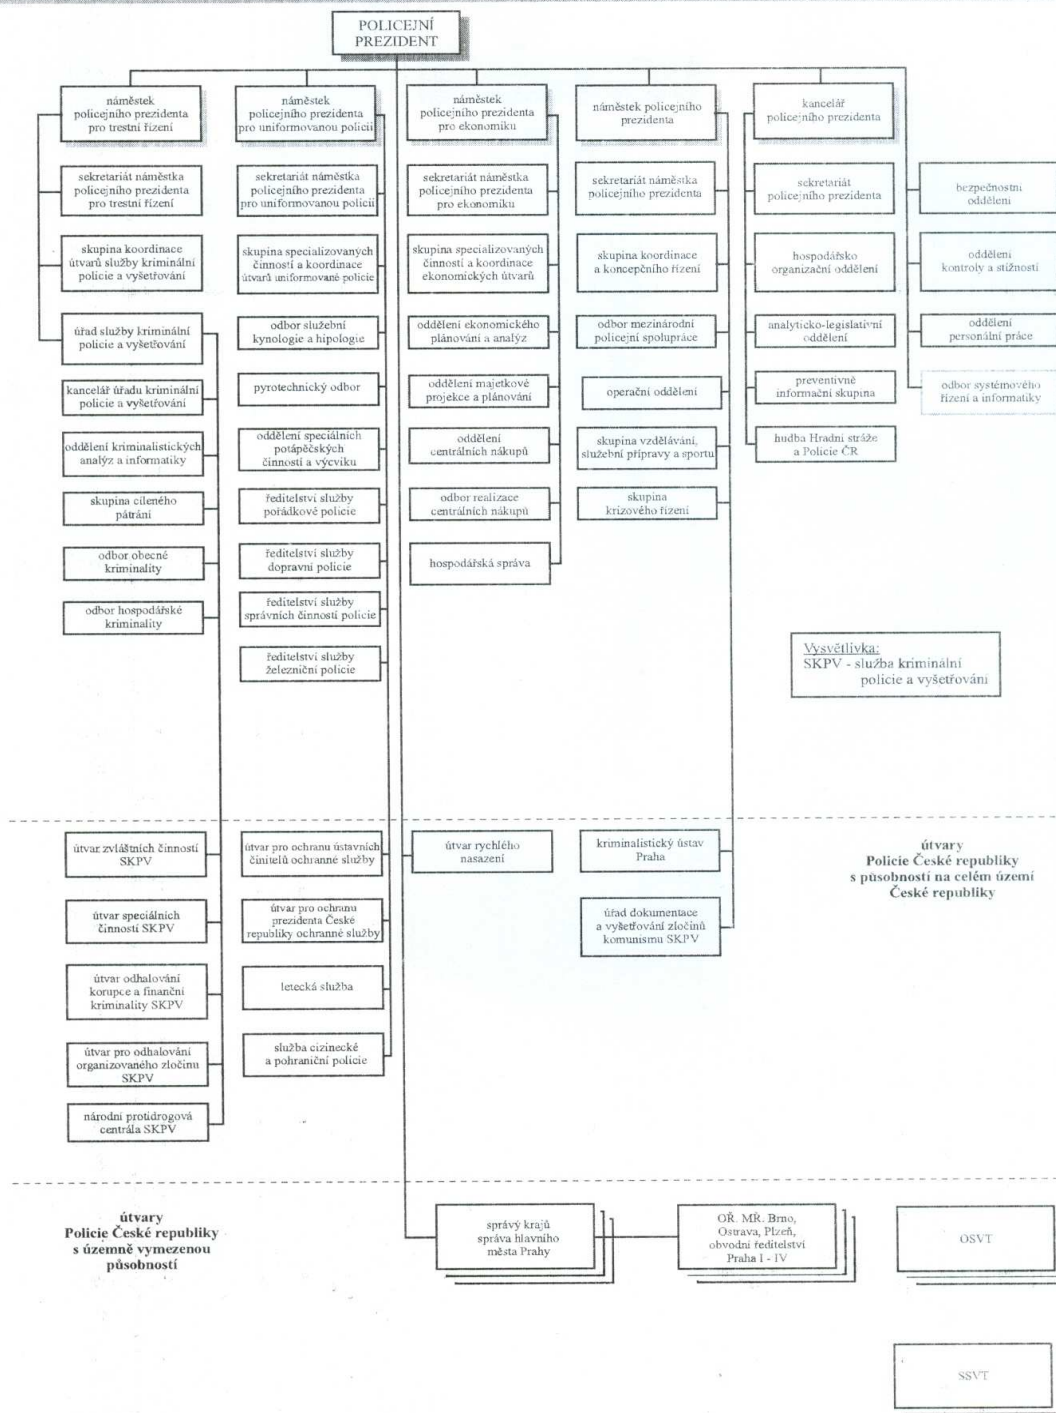 POLICEJNÍ
PREZIDENT
náměstek
policejního prezidenta
pro trestní řízení
sekretariát náměstka
policejního prezidenta
pro trestní řízení
skupina koordinace
útvarů služby kriminální
policie a vyšetřování
úřad služby kriminální
policie a vyšetřování
kancelář úřadu kriminální
policie a vyšetřování
oddělení kriminalistických
analýz a informatiky
skupina cíleného
pátrání
odbor obecné
kriminality
odbor hospodářské
kriminality
náměstek
policejního prezidenta
pro uniformovanou policii
sekretariát náměstka
policejního prezidenta
pro uniformovanou policii
skupina specializovaných
činností a koordinace
útvarů uniformované policie
odbor služební
kynologie a hipologie
pyrotechnický odbor
oddělení speciálních
potápěčských
činností a výcviku
ředitelství služby
pořádkové policie
ředitelství služby
dopravní policie
ředitelství služby
správních činností policie
ředitelství služby
železniční policie
náměstek
policejního prezidenta
pro ekonomiku
sekretariát náměstka
policejního prezidenta
pro ekonomiku
skupina specializovaných
činností a koordinace
ekonomických útvarů
oddělení ekonomického
plánování a analýz
oddělení majetkové
projekce a plánování
oddělení
centrálních nákupů
odbor realizace
centrálních nákupů
hospodářská správa
náměstek policejního
prezidenta
sekretariát náměstka
policejního prezidenta
skupina koordinace
a koncepčního řízení
odbor mezinárodní
policejní spolupráce
operační oddělení
skupina vzdělávání,
služební přípravy a sportu
skupina
krizového řízení
kancelář
policejního prezidenta
sekretariát
policejního prezidenta
hospodářsko
organizační oddělení
analyticko-legislativní
oddělení
preventivně
informační skupina
hudba Hradní stráže
a Policie ČR
bezpečnostní
oddělení
oddělení
kontroly a stížností
oddělení
personální práce
odbor systémového
řízení a informatiky
Vysvětlivka:
SKPV - služba kriminální
policie a vyšetřování
útvar zvláštních činností
SKPV
útvar speciálních
činností SKPV
útvar odhalování
korupce a finanční
kriminality SKPV
útvar pro odhalování
organizovaného zločinu
SKPV
národní protidrogová
centrála SKPV
útvar pro ochranu ústavních
činitelů ochranné služby
útvar pro ochranu
prezidenta České
republiky ochranné služby
letecká služba
služba cizinecké
a pohraniční policie
útvar rychlého
nasazení
kriminalistický ústav
Praha
úřad dokumentace
a vyšetřování zločinů
komunismu SKPV
útvary
Policie České republiky
s působností na celém území
České republiky
útvary
Policie České republiky
s územně vymezenou
působností
správý krajů
správa hlavního
města Prahy
OŘ. MŘ. Brno,
Ostrava, Plzeň,
obvodní ředitelství
Praha I - IV
OSVT
SSVT